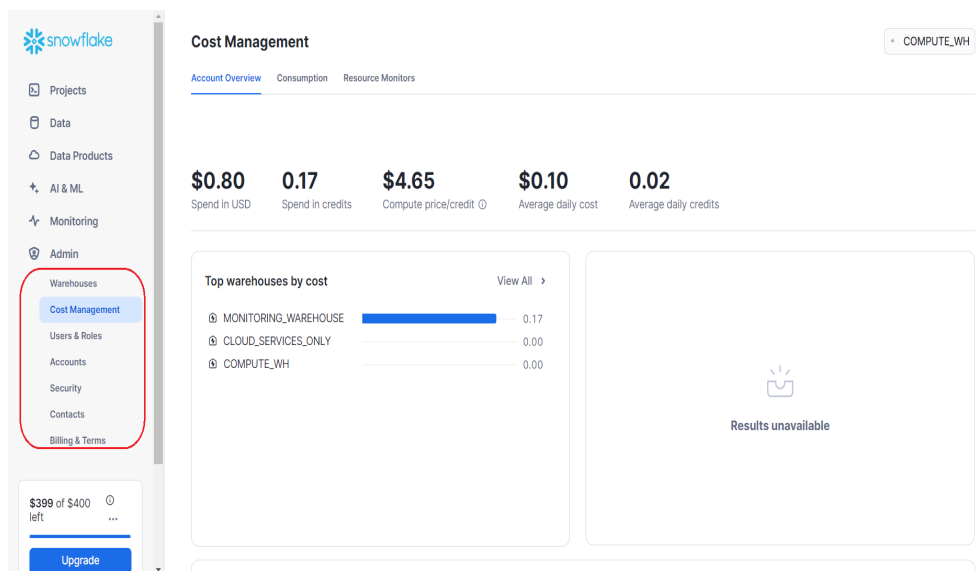 snowflake
Projects
Data
Data Products
AI & ML
Monitoring
Admin
Warehouses
Cost Management
Users & Roles
Accounts
Security
Contacts
Billing & Terms
$399 of $400
left
...
Upgrade
Cost Management
COMPUTE_WH
Account Overview Consumption Resource Monitors
$0.80 0.17 $4.65 $0.10 0.02
Spend in USD Spend in credits Compute price/credit Average daily cost Average daily credits
Top warehouses by cost View All
MONITORING_WAREHOUSE 0.17
CLOUD_SERVICES_ONLY 0.00
COMPUTE_WH 0.00
Results unavailable